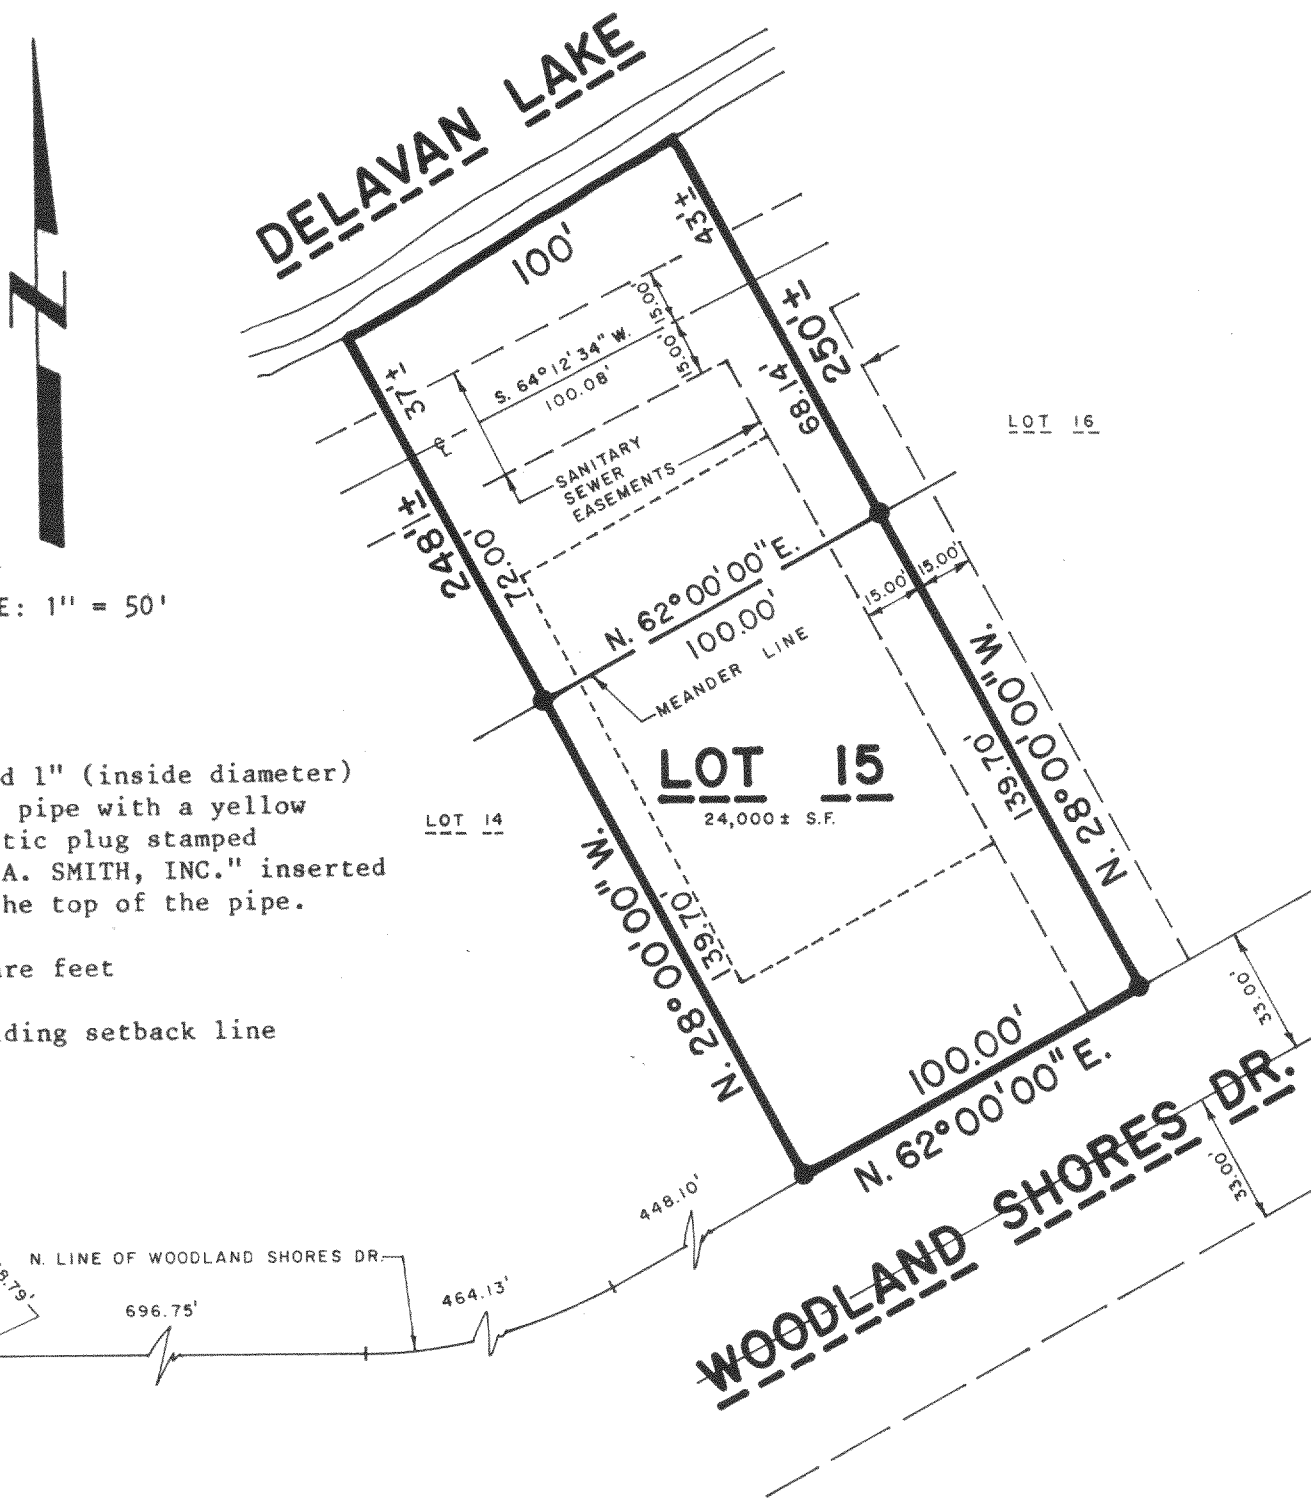 DELAVAN LAKE
N
100'
43'±
37'±
15.00'
15.00'
S. 64°12'34" W.
100.08'
250'±
68.14'
LOT 16
SANITARY
SEWER
EASEMENTS
248'±
72.00'
N. 62°00'00" E.
100.00'
MEANDER LINE
15.00'
15.00'
E: 1" = 50'
N. 28°00'00" W.
139.70'
LOT 15
24,000± S.F.
LOT 14
d 1" (inside diameter)
pipe with a yellow
tic plug stamped
A. SMITH, INC." inserted
he top of the pipe.
are feet
lding setback line
N. 28°00'00" W.
139.70'
100.00'
N. 62°00'00" E.
33.00'
33.00'
WOODLAND SHORES DR.
448.10'
N. LINE OF WOODLAND SHORES DR.
464.13'
696.75'
8.79'